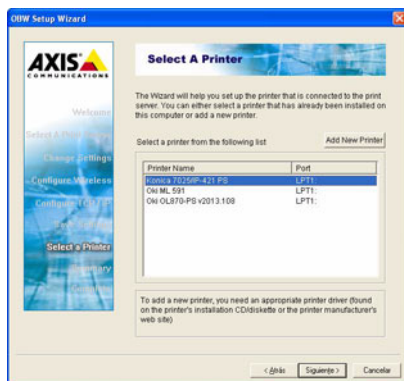 OBW Setup Wizard
AXIS
COMMUNICATIONS
Select A Printer
Welcome
Change Settings
Configure Wireless
Select a Printer
The Wizard will help you set up the printer that is connected to the print
server. You can either select a printer that has already been installed on
this computer or add a new printer.
Select a printer from the following list
Add New Printer
Printer Name Port
Konica 7025/IP-421 PS LPT1:
Oki ML 591 LPT1:
Oki OL870-PS v2013.108 LPT1:
To add a new printer, you need an appropriate printer driver (found
on the printer's installation CD/diskette or the printer manufacturer's
web site)
< Atrás Siguiente > Cancelar